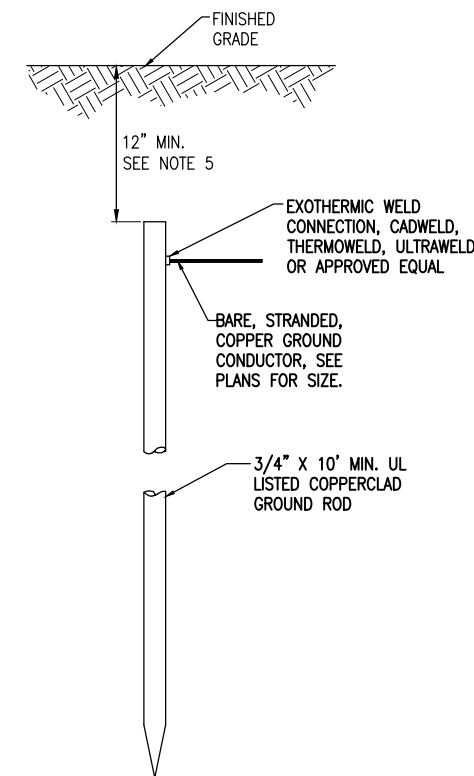 FINISHED
GRADE
12" MIN.
SEE NOTE 5
EXOTHERMIC WELD
CONNECTION, CADWELD,
THERMOWELD, ULTRAWELD
OR APPROVED EQUAL
BARE, STRANDED,
COPPER GROUND
CONDUCTOR, SEE
PLANS FOR SIZE.
3/4" X 10' MIN. UL
LISTED COPPERCLAD
GROUND ROD